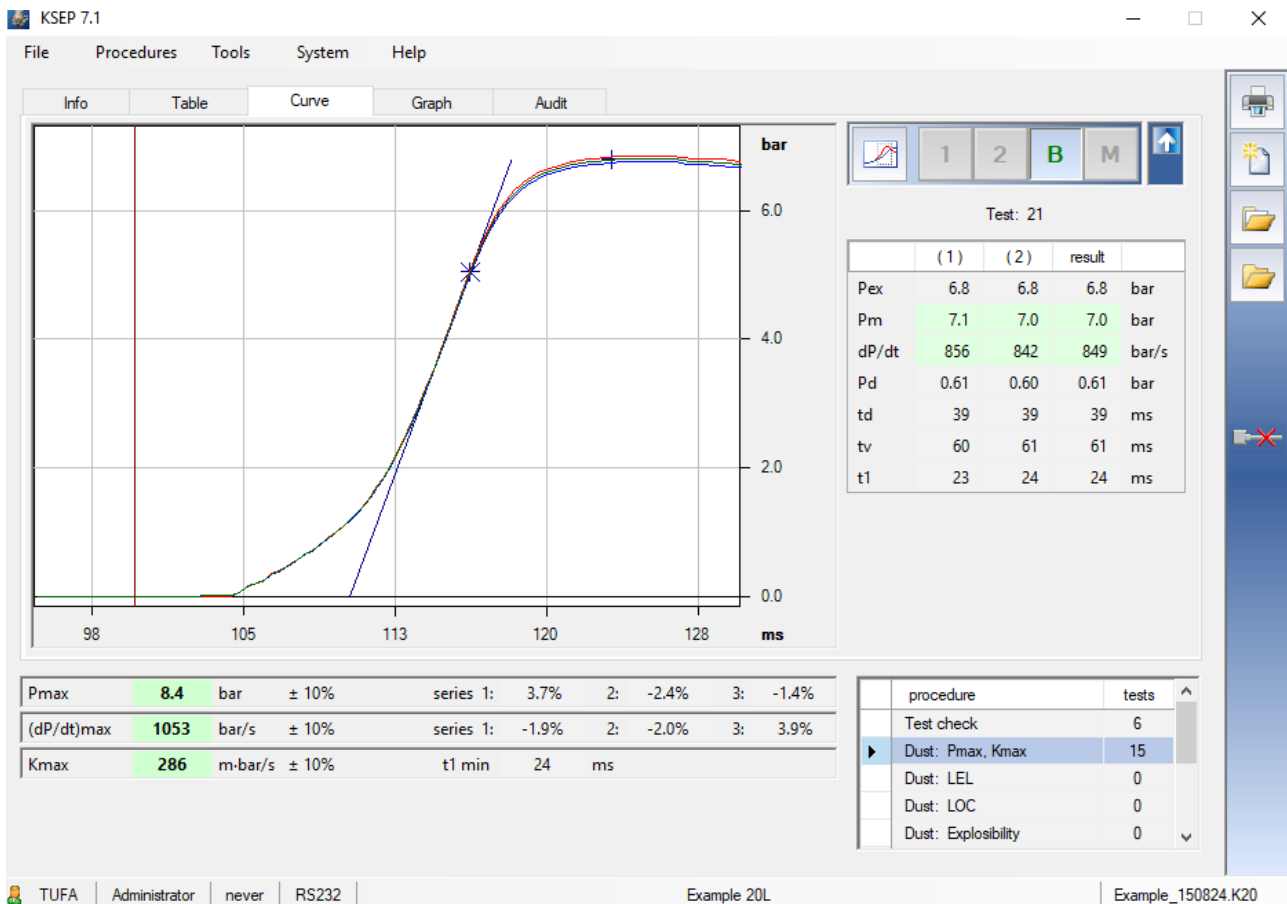 KSEP 7.1
File Procedures Tools System Help
Info Table Curve Graph Audit
bar
6.0
4.0
2.0
0.0
98 105 113 120 128 ms
1 2 B M
Test: 21
(1) (2) result
Pex 6.8 6.8 6.8 bar
Pm 7.1 7.0 7.0 bar
dP/dt 856 842 849 bar/s
Pd 0.61 0.60 0.61 bar
td 39 39 39 ms
tv 60 61 61 ms
t1 23 24 24 ms
Pmax 8.4 bar ± 10% series 1: 3.7% 2: -2.4% 3: -1.4%
(dP/dt)max 1053 bar/s ± 10% series 1: -1.9% 2: -2.0% 3: 3.9%
Kmax 286 m·bar/s ± 10% t1 min 24 ms
procedure tests
Test check 6
Dust: Pmax, Kmax 15
Dust: LEL 0
Dust: LOC 0
Dust: Explosibility 0
TUFA Administrator never RS232 Example 20L Example_150824.K20